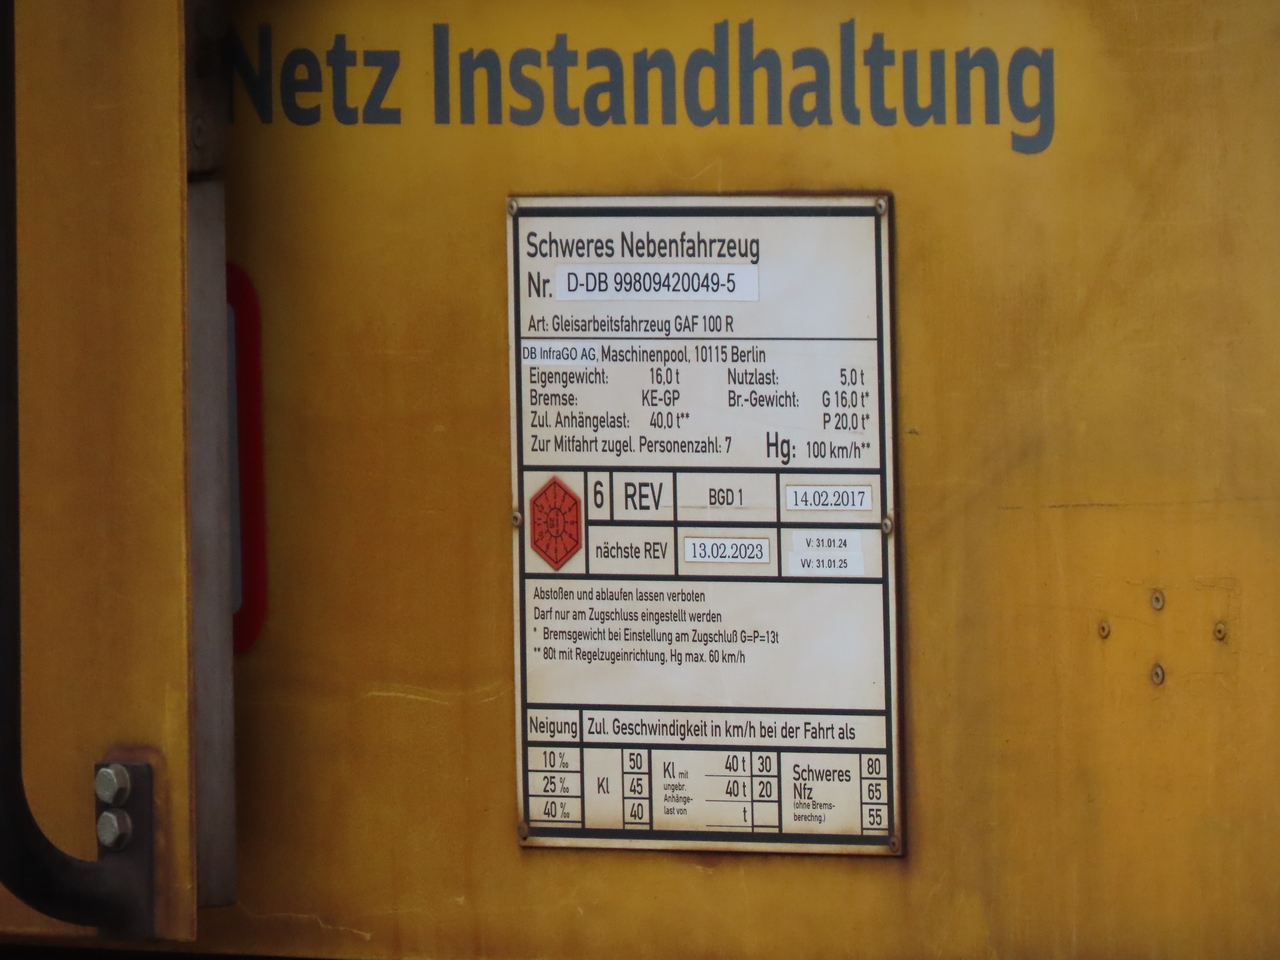 Netz Instandhaltung
Schweres Nebenfahrzeug
Nr. D-DB 99809420049-5
Art: Gleisarbeitsfahrzeug GAF 100 R
DB InfraGO AG, Maschinenpool, 10115 Berlin
Eigengewicht: 16,0 t Nutzlast: 5,0 t
Bremse: KE-GP Br.-Gewicht: G 16,0 t*
Zul. Anhängelast: 40,0 t** P 20,0 t*
Zur Mitfahrt zugel. Personenzahl: 7 Hg: 100 km/h**
6 REV BGD 1 14.02.2017
nächste REV 13.02.2023 V: 31.01.24
VV: 31.01.25
Abstoßen und ablaufen lassen verboten
Darf nur am Zugschluss eingestellt werden
* Bremsgewicht bei Einstellung am Zugschluß G=P=13t
** 80t mit Regelzugeinrichtung, Hg max. 60 km/h
Neigung Zul. Geschwindigkeit in km/h bei der Fahrt als
10 ‰ 50 40 t 30 80
25 ‰ Kl 45 Kl mit ungebr. Anhänge- last von 40 t 20 Schweres Nfz (ohne Brems- berechng.) 65
40 ‰ 40 t 55